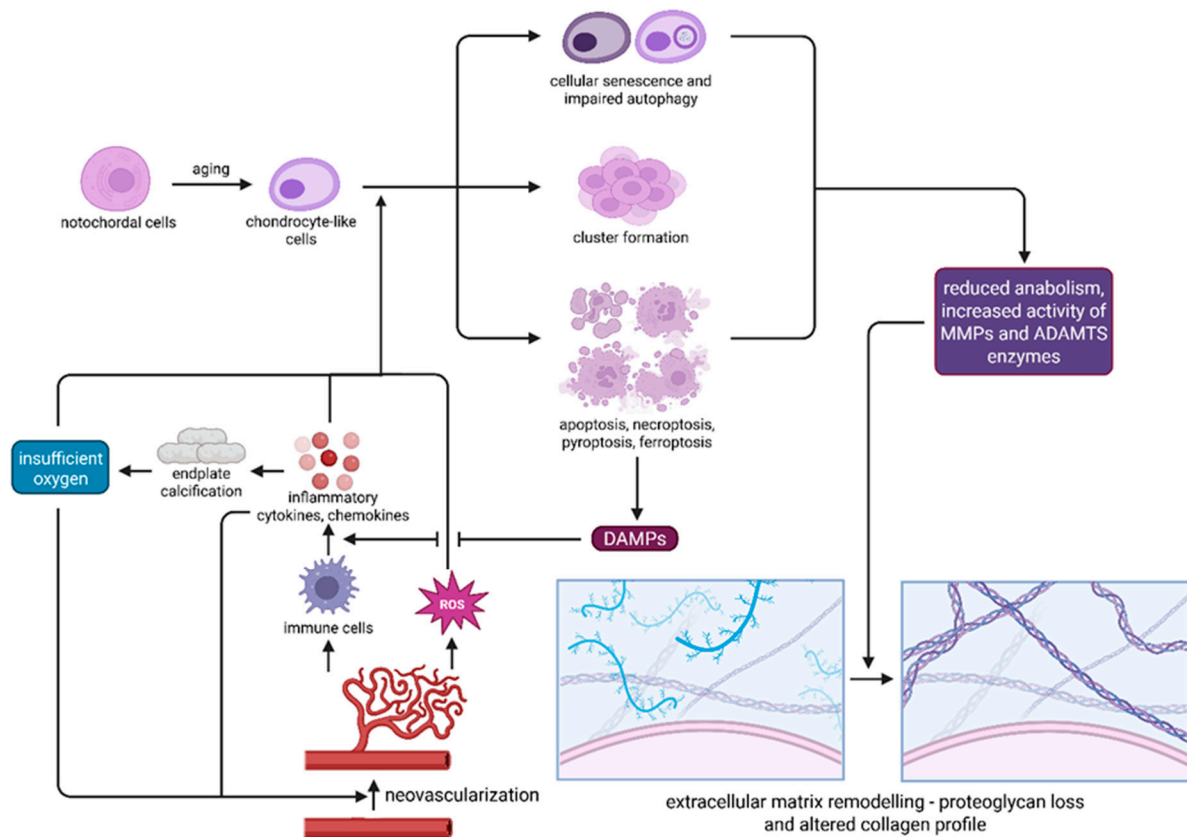 cellular senescence and
impaired autophagy
aging
notochordal cells
chondrocyte-like
cells
cluster formation
reduced anabolism,
increased activity of
MMPs and ADAMTS
enzymes
apoptosis, necroptosis,
pyroptosis, ferroptosis
insufficient
oxygen
endplate
calcification
inflammatory
cytokines, chemokines
DAMPs
ROS
immune cells
neovascularization
extracellular matrix remodelling - proteoglycan loss
and altered collagen profile